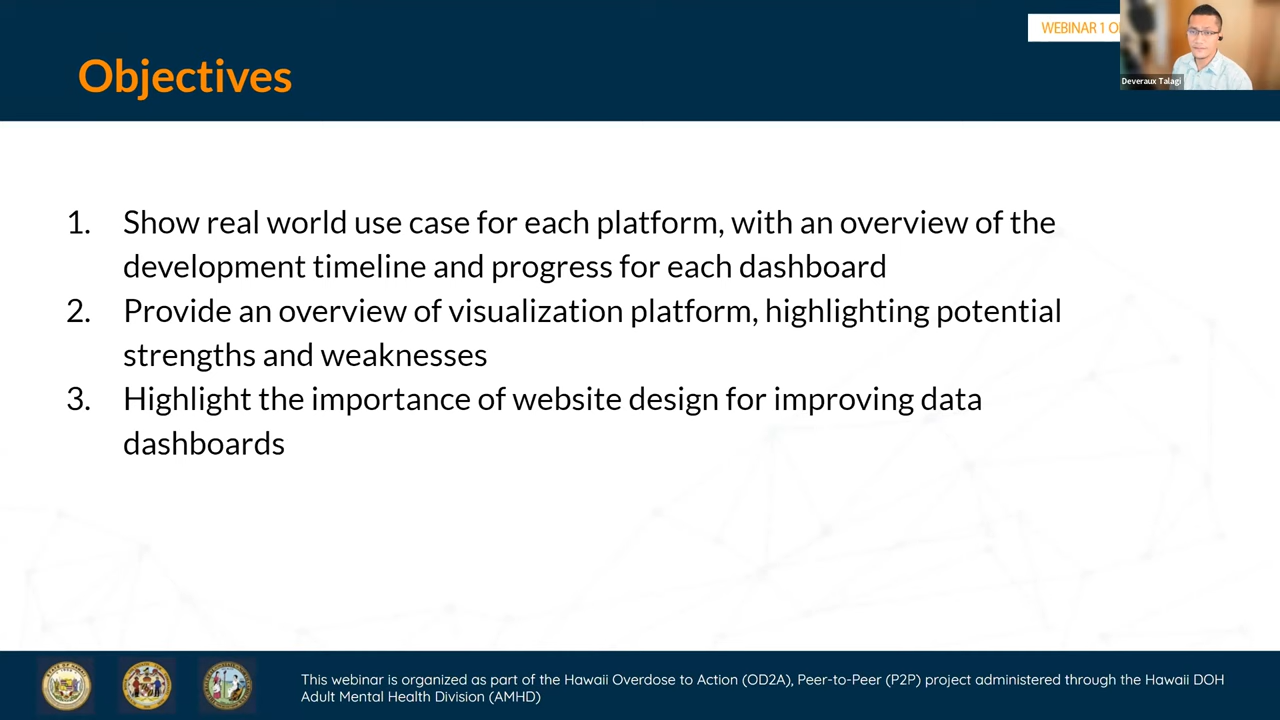 WEBINAR 1
Objectives
Deveraux Talagi
1. Show real world use case for each platform, with an overview of the
development timeline and progress for each dashboard
2. Provide an overview of visualization platform, highlighting potential
strengths and weaknesses
3. Highlight the importance of website design for improving data
dashboards
This webinar is organized as part of the Hawaii Overdose to Action (OD2A), Peer-to-Peer (P2P) project administered through the Hawaii DOH
Adult Mental Health Division (AMHD)